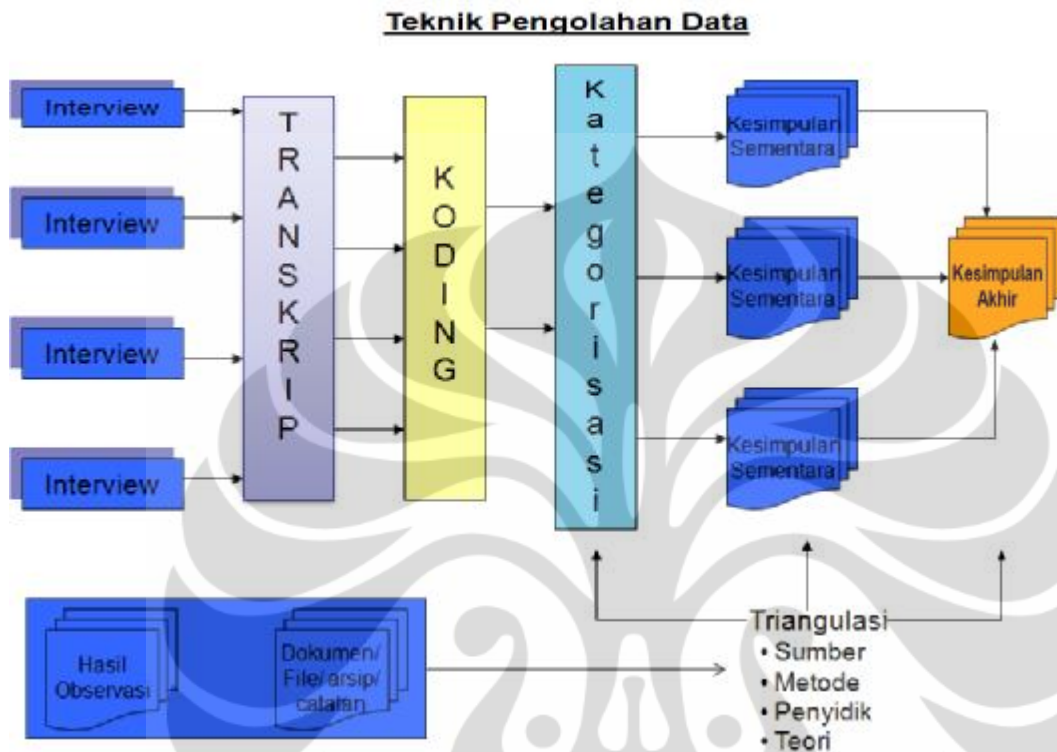 Teknik Pengolahan Data
Interview
Interview
Interview
Interview
TRANSKRIP
KODING
Kategorisasi
Kesimpulan
Sementara
Kesimpulan
Sementara
Kesimpulan
Sementara
Kesimpulan
Akhir
Hasil
Observasi
Dokumen/
File/arsip/
catatan
Triangulasi
• Sumber
• Metode
• Penyidik
• Teori